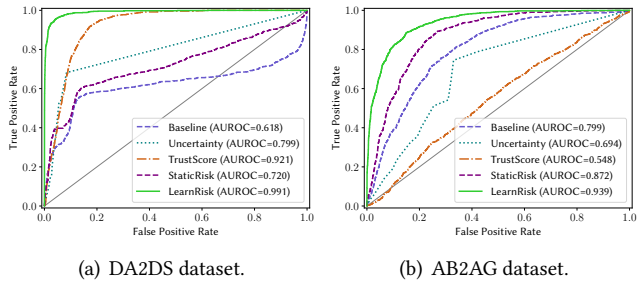 1.0
0.8
0.6
0.4
0.2
0.0
True Positive Rate
0.0 0.2 0.4 0.6 0.8 1.0
False Positive Rate
Baseline (AUROC=0.618)
Uncertainty (AUROC=0.799)
TrustScore (AUROC=0.921)
StaticRisk (AUROC=0.720)
LearnRisk (AUROC=0.991)
(a) DA2DS dataset.
1.0
0.8
0.6
0.4
0.2
0.0
True Positive Rate
0.0 0.2 0.4 0.6 0.8 1.0
False Positive Rate
Baseline (AUROC=0.799)
Uncertainty (AUROC=0.694)
TrustScore (AUROC=0.548)
StaticRisk (AUROC=0.872)
LearnRisk (AUROC=0.939)
(b) AB2AG dataset.